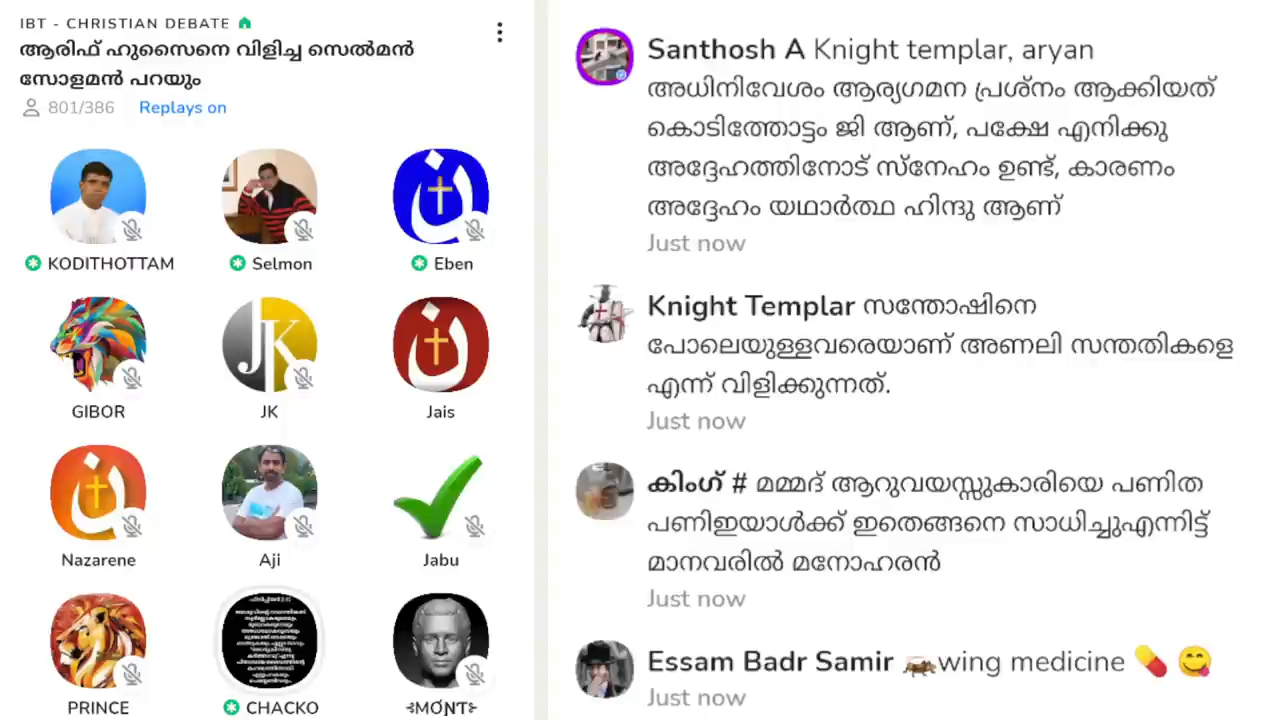 IBT - CHRISTIAN DEBATE
ആരിഫ് ഹുസൈനെ വിളിച്ച സെൽമൻ
സോളമൻ പറയും
801/386 Replays on
KODITHOTTAM Selmon Eben
JK
GIBOR JK Jais
Nazarene Aji Jabu
PRINCE CHACKO ⊰MƠƝƬ⊱
Santhosh A Knight templar, aryan
അധിനിവേശം ആര്യഗമന പ്രശ്നം ആക്കിയത്
കൊടിത്തോട്ടം ജി ആണ്, പക്ഷേ എനിക്കു
അദ്ദേഹത്തിനോട് സ്നേഹം ഉണ്ട്, കാരണം
അദ്ദേഹം യഥാർത്ഥ ഹിന്ദു ആണ്
Just now
Knight Templar സന്തോഷിനെ
പോലെയുള്ളവരെയാണ് അണലി സന്തതികളെ
എന്ന് വിളിക്കുന്നത്.
Just now
കിംഗ് # മമ്മദ് ആറുവയസ്സുകാരിയെ പണിത
പണിഇയാൾക്ക് ഇതെങ്ങനെ സാധിച്ചുഎന്നിട്ട്
മാനവരിൽ മനോഹരൻ
Just now
Essam Badr Samir 🪰wing medicine 💊 😋
Just now